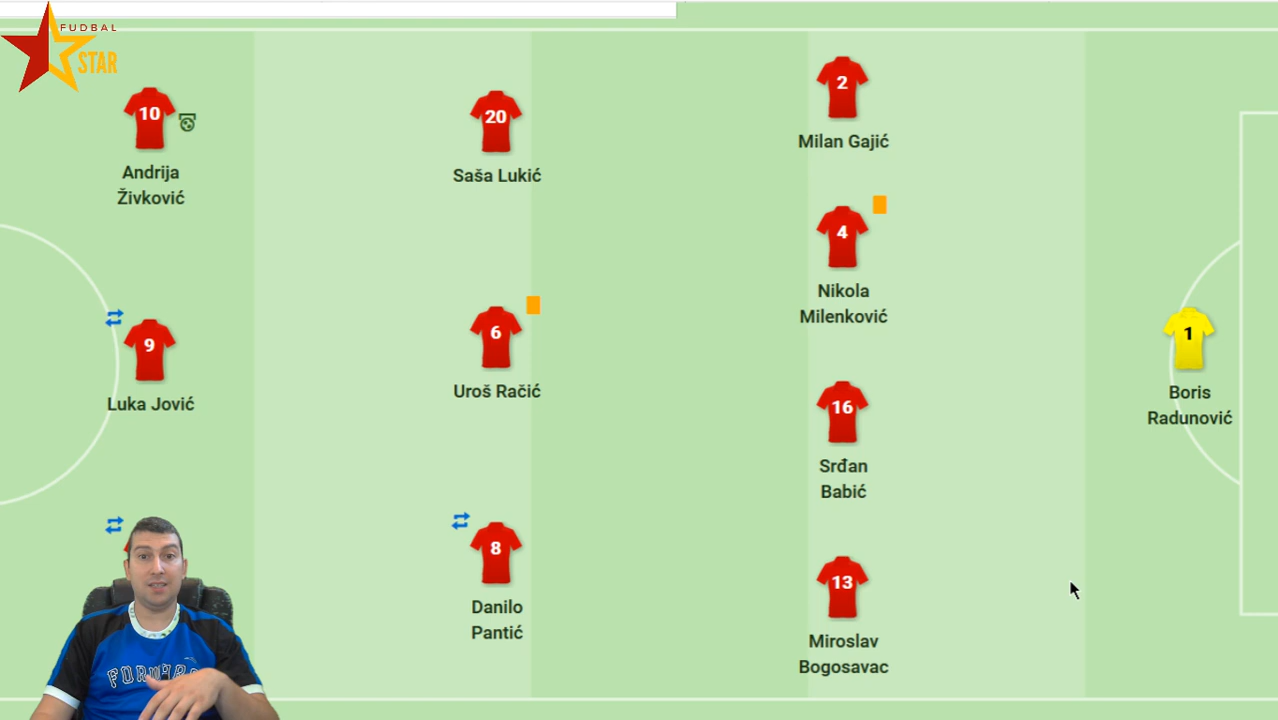 FUDBAL
STAR
10
Andrija
Živković
9
Luka Jović
20
Saša Lukić
6
Uroš Račić
8
Danilo
Pantić
2
Milan Gajić
4
Nikola
Milenković
16
Srđan
Babić
13
Miroslav
Bogosavac
1
Boris
Radunović